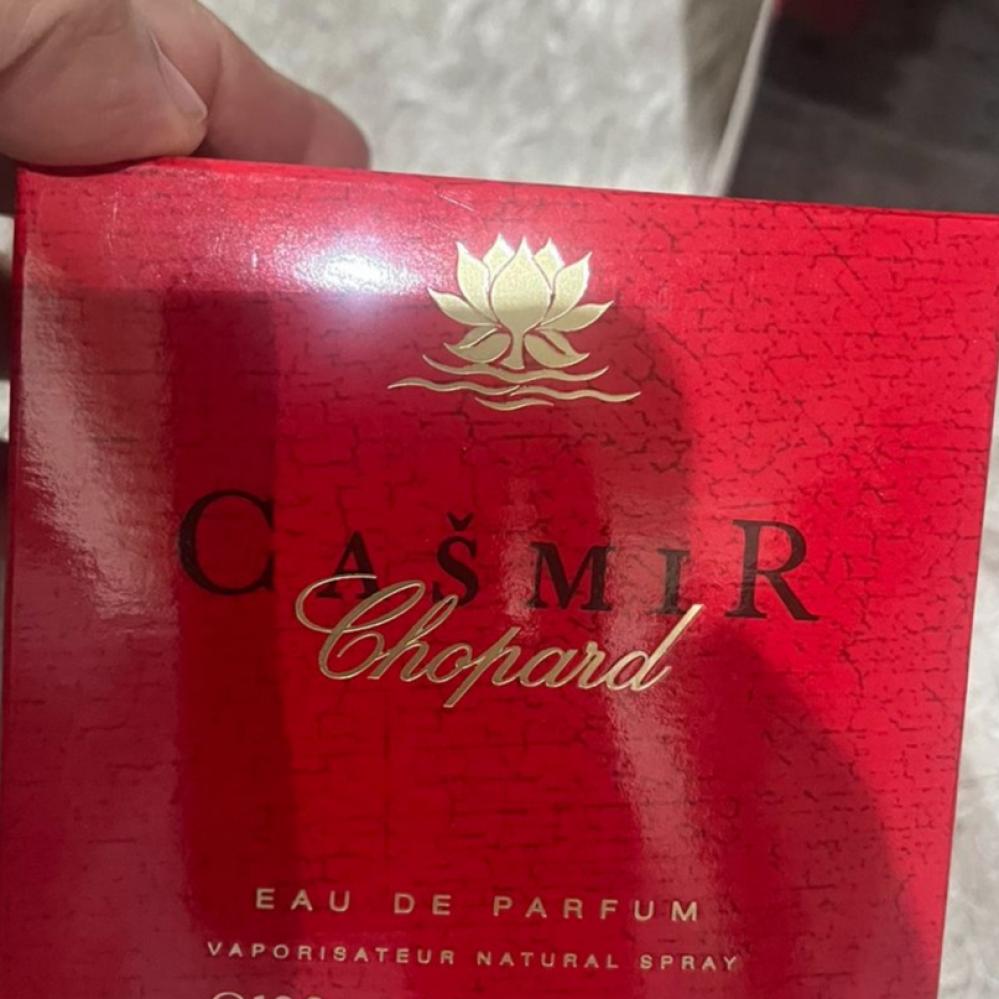 CAŠMIR
Chopard
EAU DE PARFUM
VAPORISATEUR NATURAL SPRAY